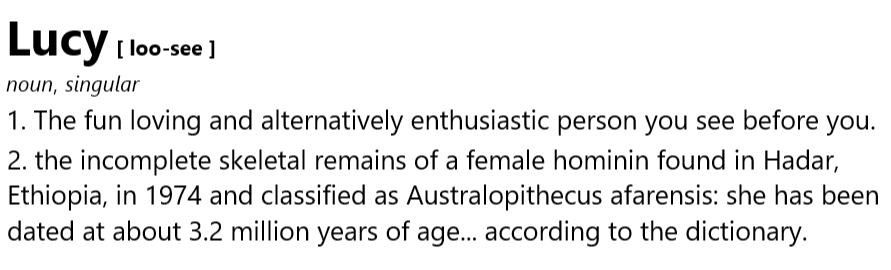 Lucy [ loo-see ]
noun, singular
1. The fun loving and alternatively enthusiastic person you see before you.
2. the incomplete skeletal remains of a female hominin found in Hadar,
Ethiopia, in 1974 and classified as Australopithecus afarensis: she has been
dated at about 3.2 million years of age... according to the dictionary.